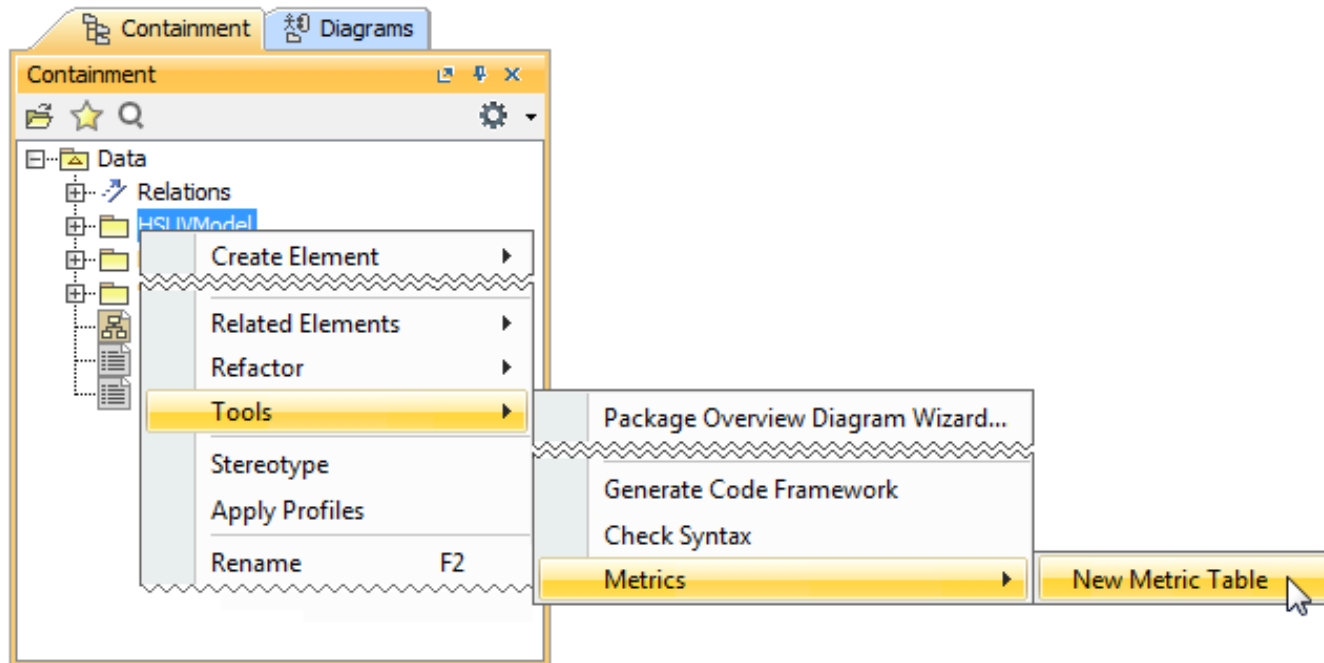 Containment
Diagrams
Containment
Data
Relations
HSUVModel
Create Element
Related Elements
Refactor
Tools
Package Overview Diagram Wizard...
Stereotype
Generate Code Framework
Apply Profiles
Check Syntax
Rename F2
Metrics
New Metric Table